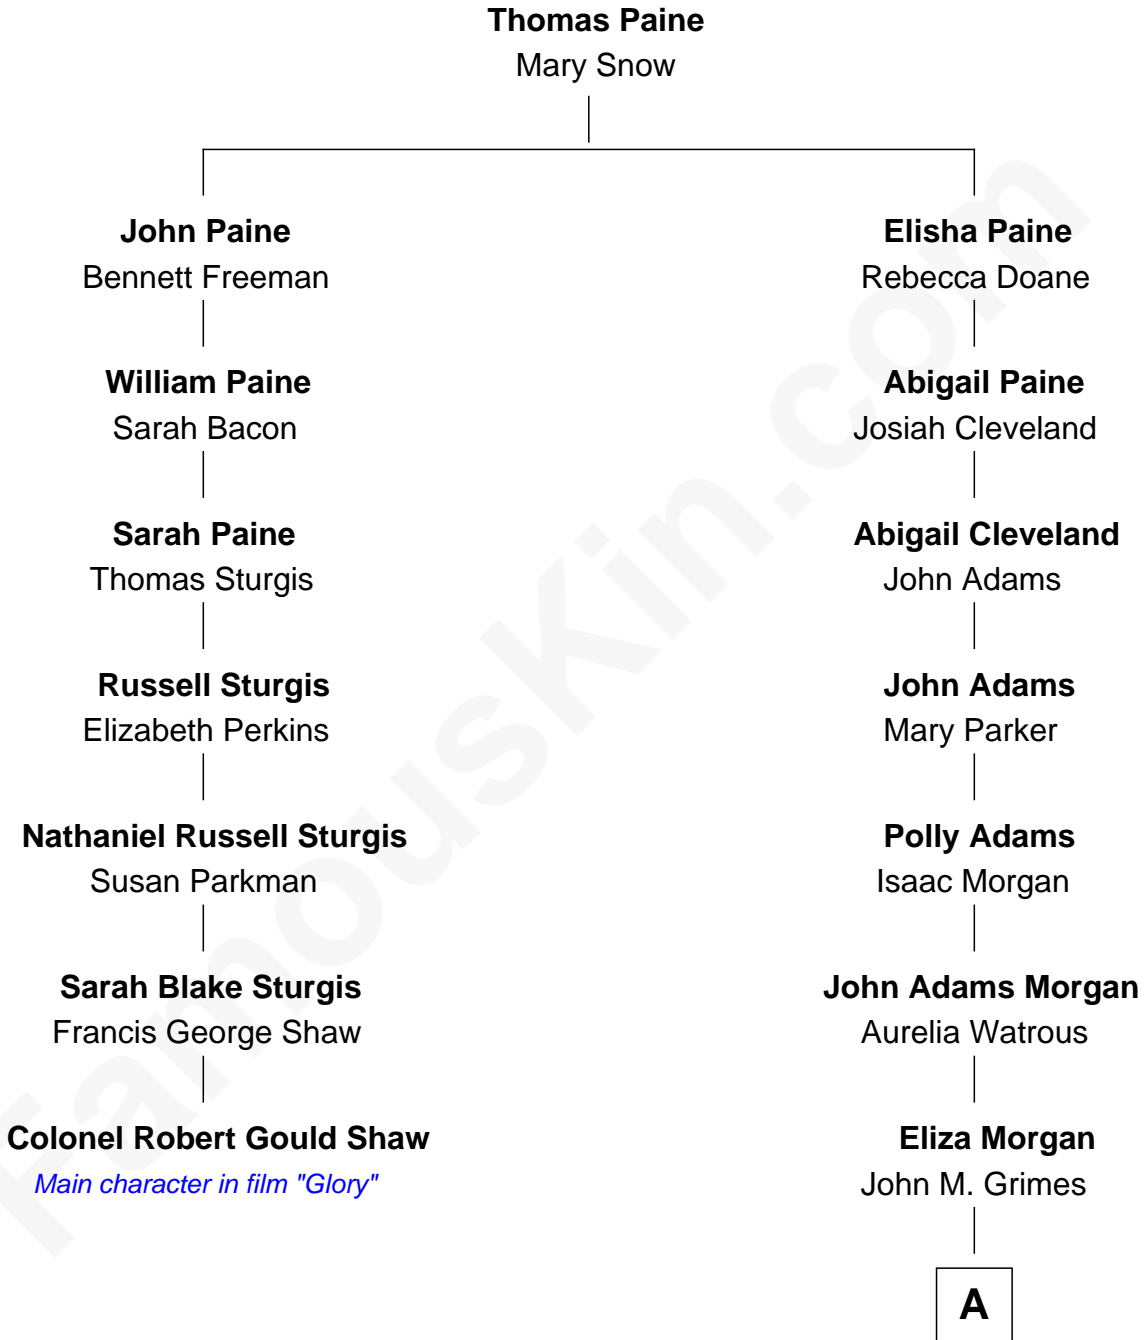 Thomas Paine
Mary Snow
John Paine
Bennett Freeman
Elisha Paine
Rebecca Doane
William Paine
Sarah Bacon
Abigail Paine
Josiah Cleveland
Sarah Paine
Thomas Sturgis
Abigail Cleveland
John Adams
Russell Sturgis
Elizabeth Perkins
John Adams
Mary Parker
Nathaniel Russell Sturgis
Susan Parkman
Polly Adams
Isaac Morgan
Sarah Blake Sturgis
Francis George Shaw
John Adams Morgan
Aurelia Watrous
Colonel Robert Gould Shaw
Main character in film "Glory"
Eliza Morgan
John M. Grimes
A
FamousKin.com